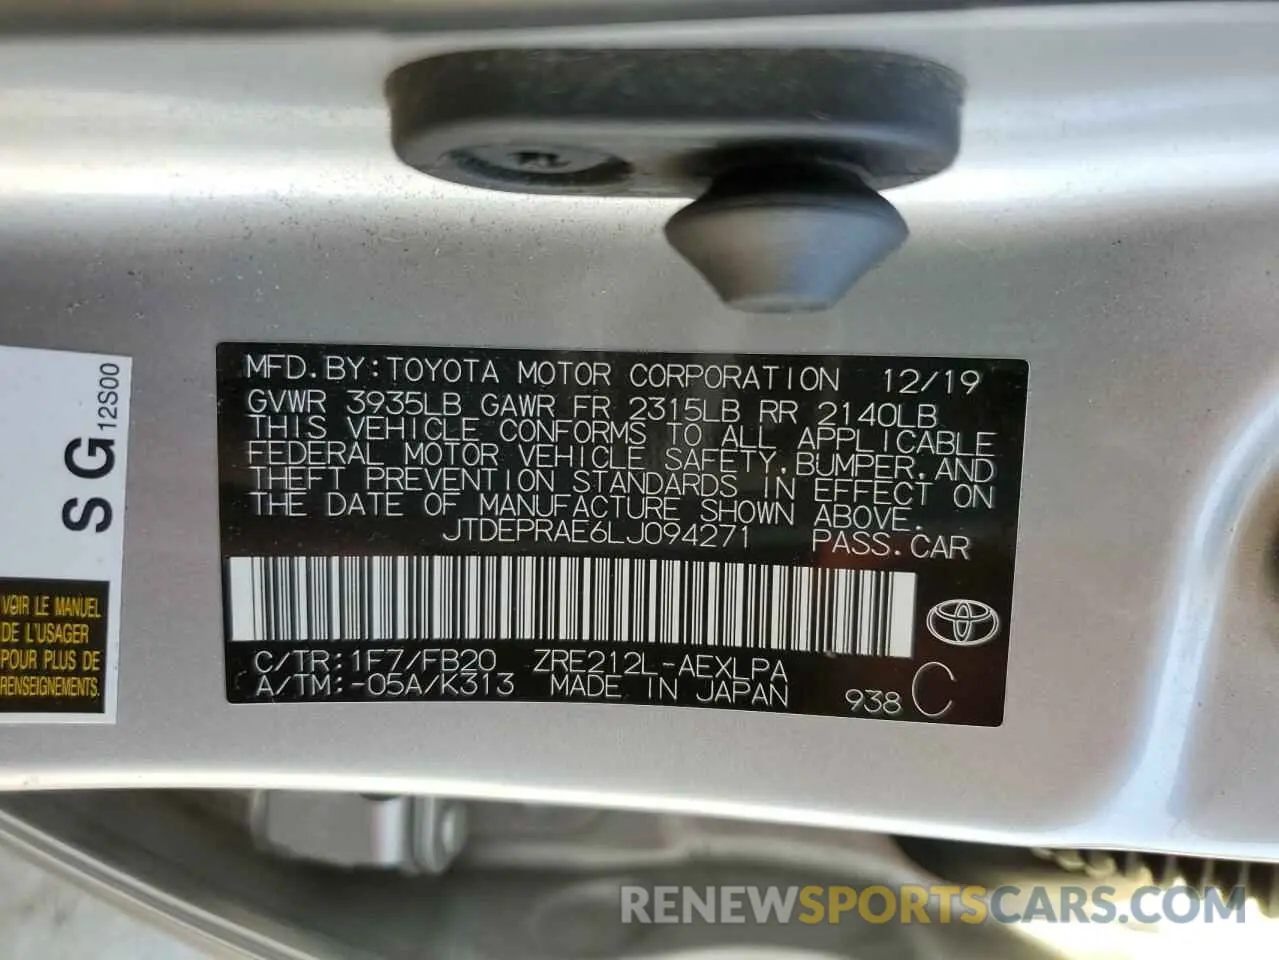 MFD.BY:TOYOTA MOTOR CORPORATION 12/19
GVWR 3935LB GAWR FR 2315LB RR 2140LB
THIS VEHICLE CONFORMS TO ALL APPLICABLE
FEDERAL MOTOR VEHICLE SAFETY,BUMPER,AND
THEFT PREVENTION STANDARDS IN EFFECT ON
THE DATE OF MANUFACTURE SHOWN ABOVE.
JTDEPRAE6LJ094271 PASS.CAR
C/TR:1F7/FB20 ZRE212L-AEXLPA
A/TM:-05A/K313 MADE IN JAPAN
938 C
SG 12S00
VOIR LE MANUEL
DE L'USAGER
POUR PLUS DE
RENSEIGNEMENTS.
RENEWSPORTSCARS.COM